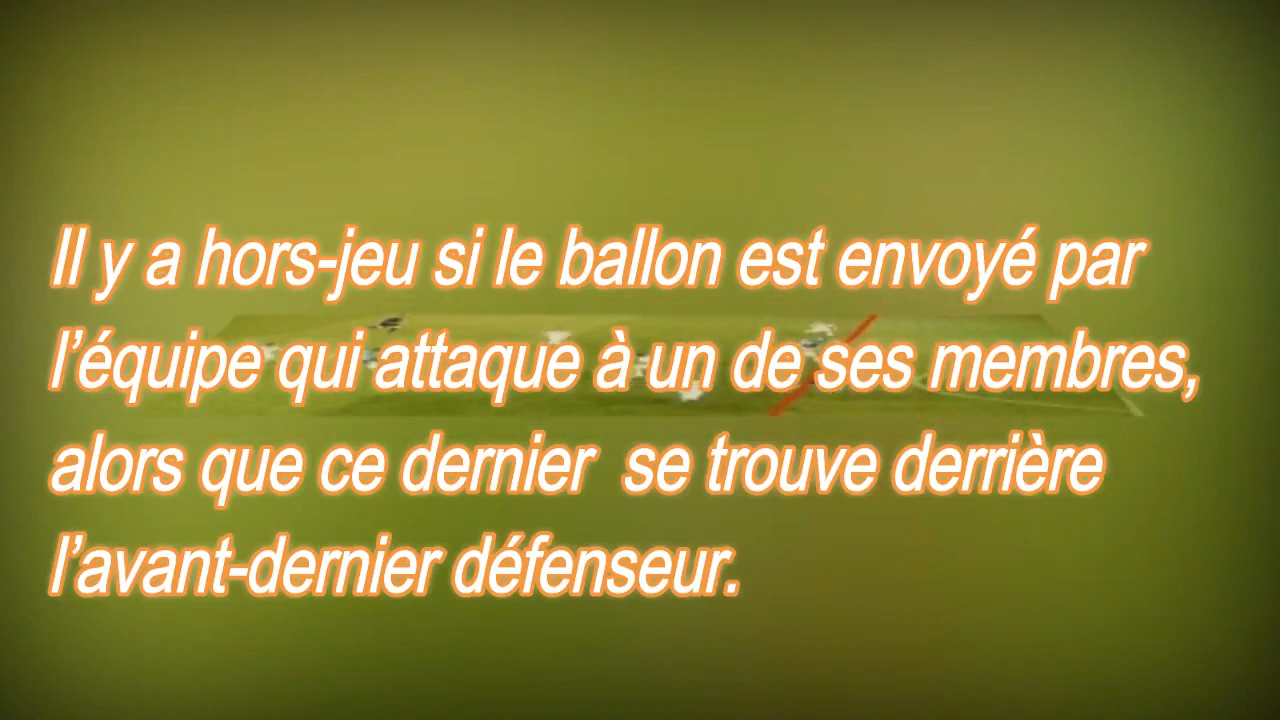 Il y a hors-jeu si le ballon est envoyé par
l’équipe qui attaque à un de ses membres,
alors que ce dernier  se trouve derrière
l’avant-dernier défenseur.